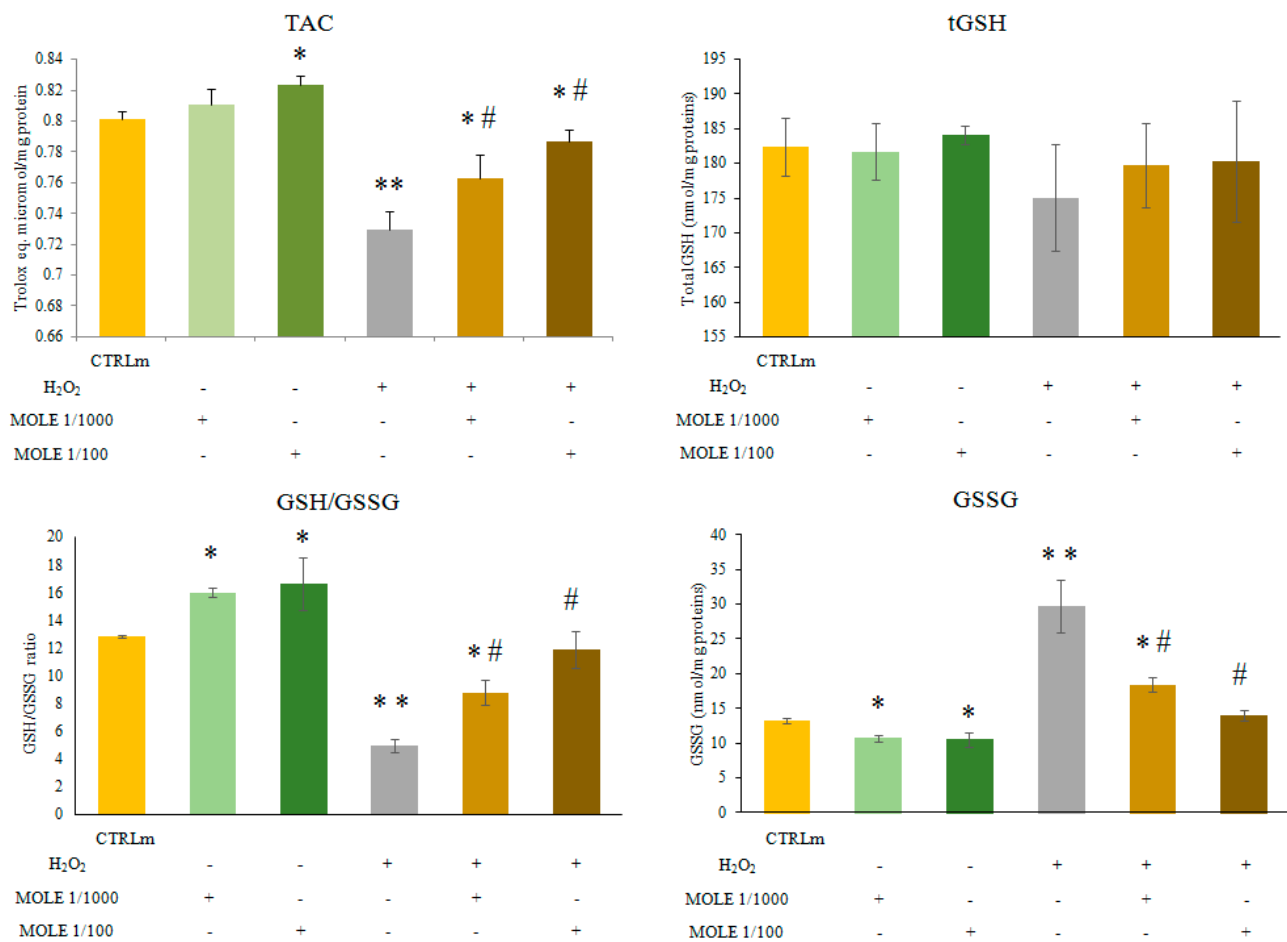 TAC
Trolox eq. micromol/mg protein
0.84
0.82
0.8
0.78
0.76
0.74
0.72
0.7
0.68
0.66
*
**
* #
* #
CTRLm
H₂O₂ - - + + +
MOLE 1/1000 + - - + -
MOLE 1/100 - + - - +
tGSH
Total GSH (nmol/mg proteins)
195
190
185
180
175
170
165
160
155
CTRLm
H₂O₂ - - + + +
MOLE 1/1000 + - - + -
MOLE 1/100 - + - - +
GSH/GSSG
GSH/GSSG ratio
20
18
16
14
12
10
8
6
4
2
0
*
*
* *
* #
#
CTRLm
H₂O₂ - - + + +
MOLE 1/1000 + - - + -
MOLE 1/100 - + - - +
GSSG
GSSG (nmol/mg proteins)
40
35
30
25
20
15
10
5
0
*
*
* *
* #
#
CTRLm
H₂O₂ - - + + +
MOLE 1/1000 + - - + -
MOLE 1/100 - + - - +